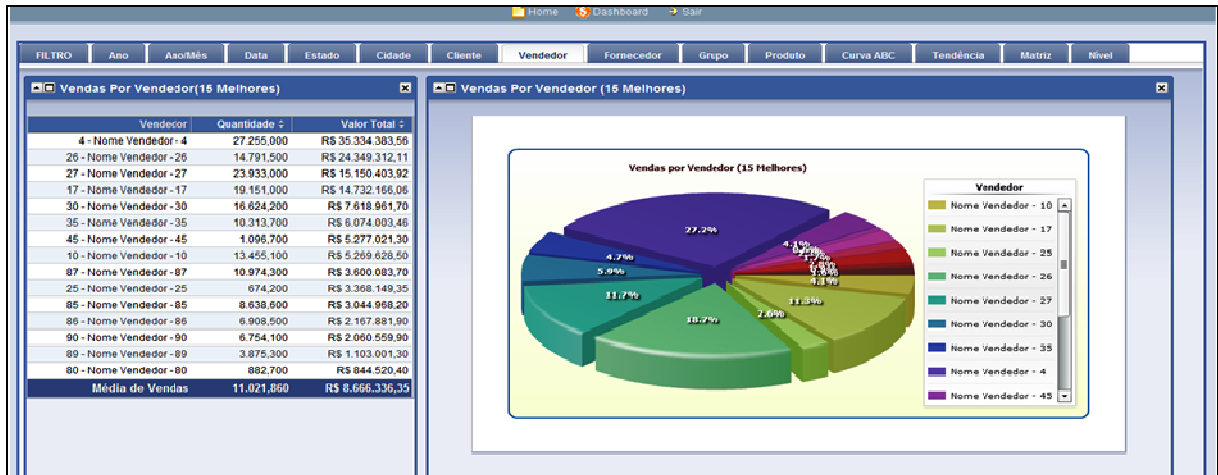 Home Dashboard Sair
FILTRO Ano Ano/Mês Data Estado Cidade Cliente Vendedor Fornecedor Grupo Produto Curva ABC Tendência Matriz Nível
Vendas Por Vendedor(15 Melhores)
Vendedor Quantidade Valor Total
4 - Nome Vendedor - 4 27.255,000 R$ 35.334.383,56
26 - Nome Vendedor - 26 14.791,500 R$ 24.349.312,11
27 - Nome Vendedor - 27 23.933,000 R$ 15.150.403,92
17 - Nome Vendedor - 17 19.151,000 R$ 14.732.166,06
30 - Nome Vendedor - 30 16.624,200 R$ 7.618.961,70
35 - Nome Vendedor - 35 10.313,700 R$ 6.074.003,46
45 - Nome Vendedor - 45 1.096,700 R$ 5.277.021,30
10 - Nome Vendedor - 10 13.455,100 R$ 5.269.628,50
87 - Nome Vendedor - 87 10.974,300 R$ 3.600.083,70
25 - Nome Vendedor - 25 674,200 R$ 3.368.149,35
85 - Nome Vendedor - 85 8.638,600 R$ 3.044.968,20
86 - Nome Vendedor - 86 6.908,500 R$ 2.167.881,90
90 - Nome Vendedor - 90 6.754,100 R$ 2.060.559,90
89 - Nome Vendedor - 89 3.875,300 R$ 1.103.001,30
80 - Nome Vendedor - 80 882,700 R$ 844.520,40
Média de Vendas 11.021,860 R$ 8.666.336,35
Vendas Por Vendedor (15 Melhores)
Vendas por Vendedor (15 Melhores)
27.2%
4.1%
4.7%
5.9%
4.1%
11.7%
11.3%
18.7%
2.6%
Vendedor
Nome Vendedor - 10
Nome Vendedor - 17
Nome Vendedor - 25
Nome Vendedor - 26
Nome Vendedor - 27
Nome Vendedor - 30
Nome Vendedor - 35
Nome Vendedor - 4
Nome Vendedor - 45